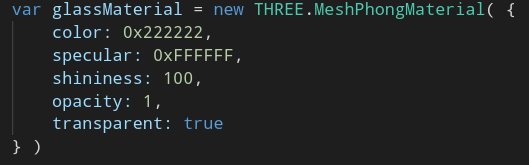 var glassMaterial = new THREE.MeshPhongMaterial( {
    color: 0x222222,
    specular: 0xFFFFFF,
    shininess: 100,
    opacity: 1,
    transparent: true
} )